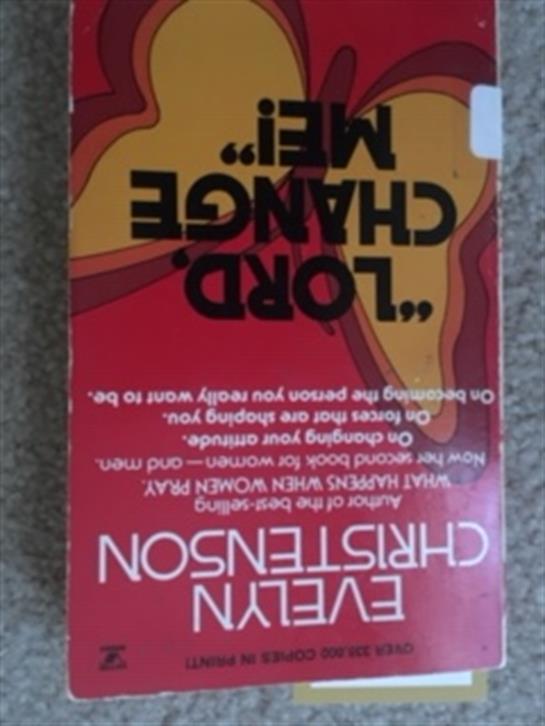 OVER 335,000 COPIES IN PRINT!
EVELYN
CHRISTENSON
Author of the best-selling
WHAT HAPPENS WHEN WOMEN PRAY.
Now her second book for women — and men.
On changing your attitude.
On forces that are shaping you.
On becoming the person you really want to be.
“LORD,
CHANGE
ME!”